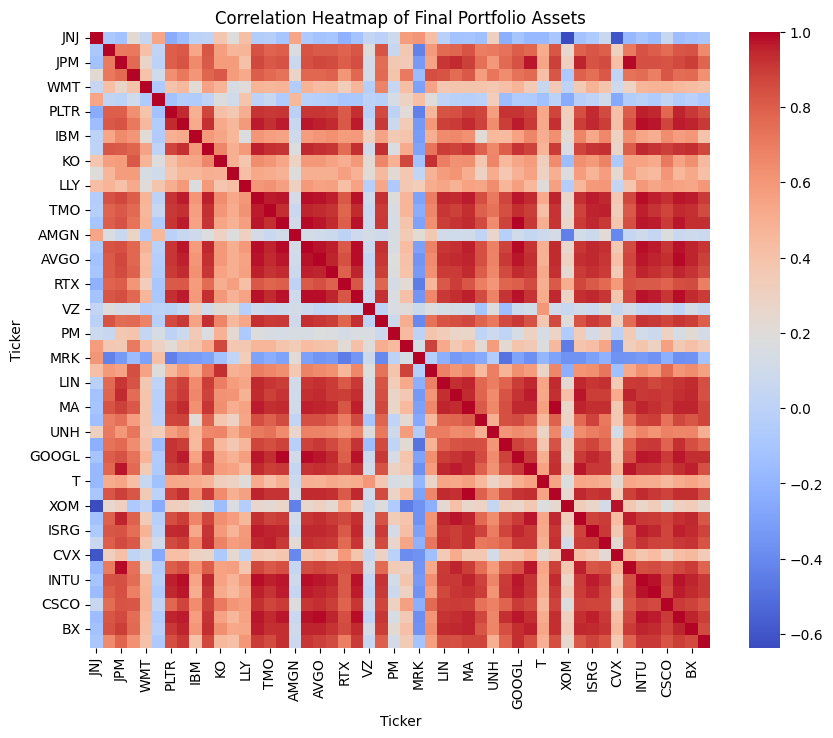 Correlation Heatmap of Final Portfolio Assets
Ticker
JNJ
JPM
WMT
PLTR
IBM
KO
LLY
TMO
AMGN
AVGO
RTX
VZ
PM
MRK
LIN
MA
UNH
GOOGL
T
XOM
ISRG
CVX
INTU
CSCO
BX
JNJ
JPM
WMT
PLTR
IBM
KO
LLY
TMO
AMGN
AVGO
RTX
VZ
PM
MRK
LIN
MA
UNH
GOOGL
T
XOM
ISRG
CVX
INTU
CSCO
BX
Ticker
1.0
0.8
0.6
0.4
0.2
0.0
−0.2
−0.4
−0.6